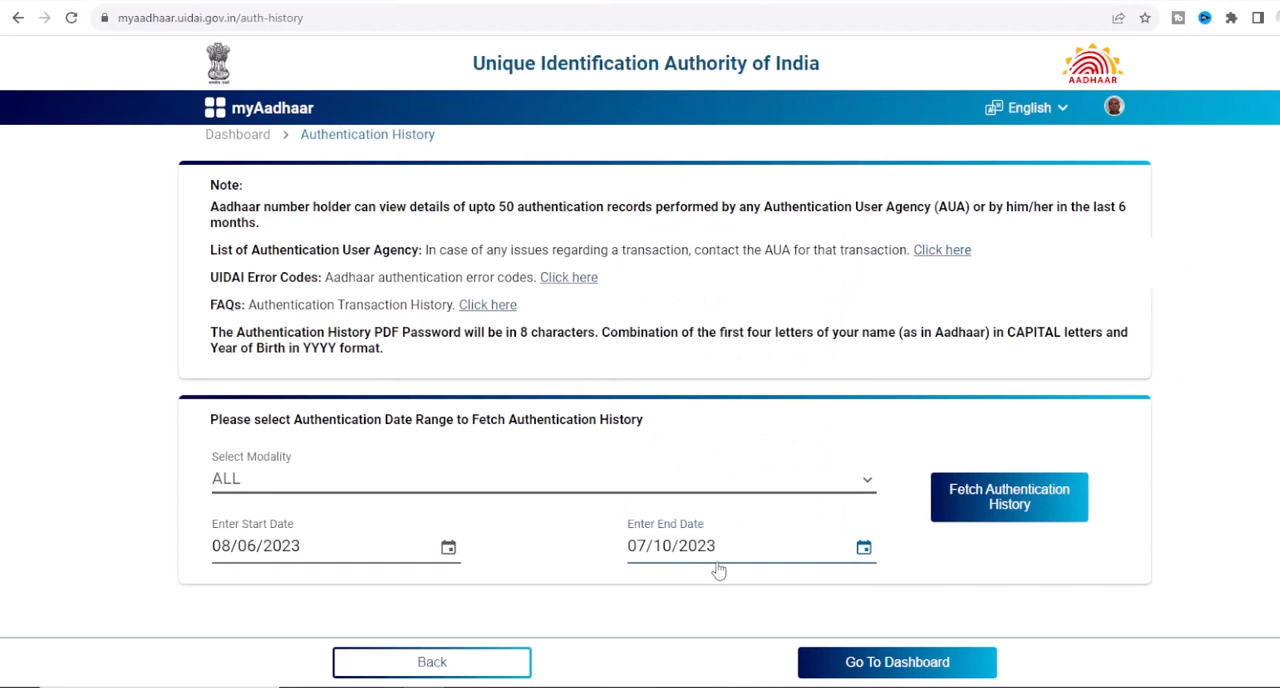 myaadhaar.uidai.gov.in/auth-history
Unique Identification Authority of India
AADHAAR
myAadhaar
English
Dashboard > Authentication History
Note:
Aadhaar number holder can view details of upto 50 authentication records performed by any Authentication User Agency (AUA) or by him/her in the last 6
months.
List of Authentication User Agency: In case of any issues regarding a transaction, contact the AUA for that transaction. Click here
UIDAI Error Codes: Aadhaar authentication error codes. Click here
FAQs: Authentication Transaction History. Click here
The Authentication History PDF Password will be in 8 characters. Combination of the first four letters of your name (as in Aadhaar) in CAPITAL letters and
Year of Birth in YYYY format.
Please select Authentication Date Range to Fetch Authentication History
Select Modality
ALL
Fetch Authentication
History
Enter Start Date
08/06/2023
Enter End Date
07/10/2023
Back
Go To Dashboard